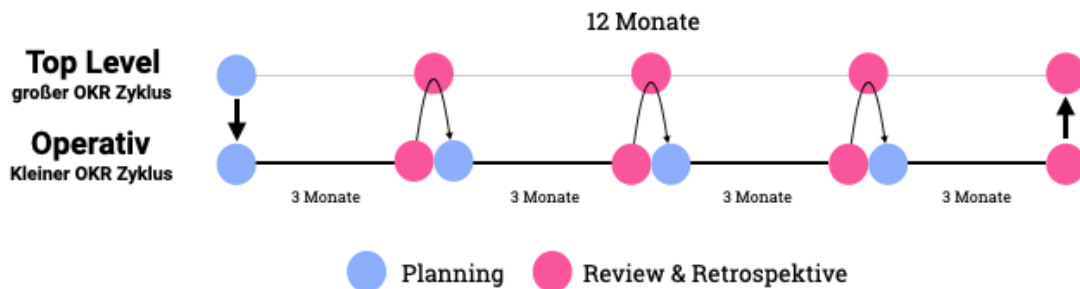 12 Monate
Top Level
großer OKR Zyklus
Operativ
Kleiner OKR Zyklus
3 Monate
3 Monate
3 Monate
3 Monate
Planning
Review & Retrospektive